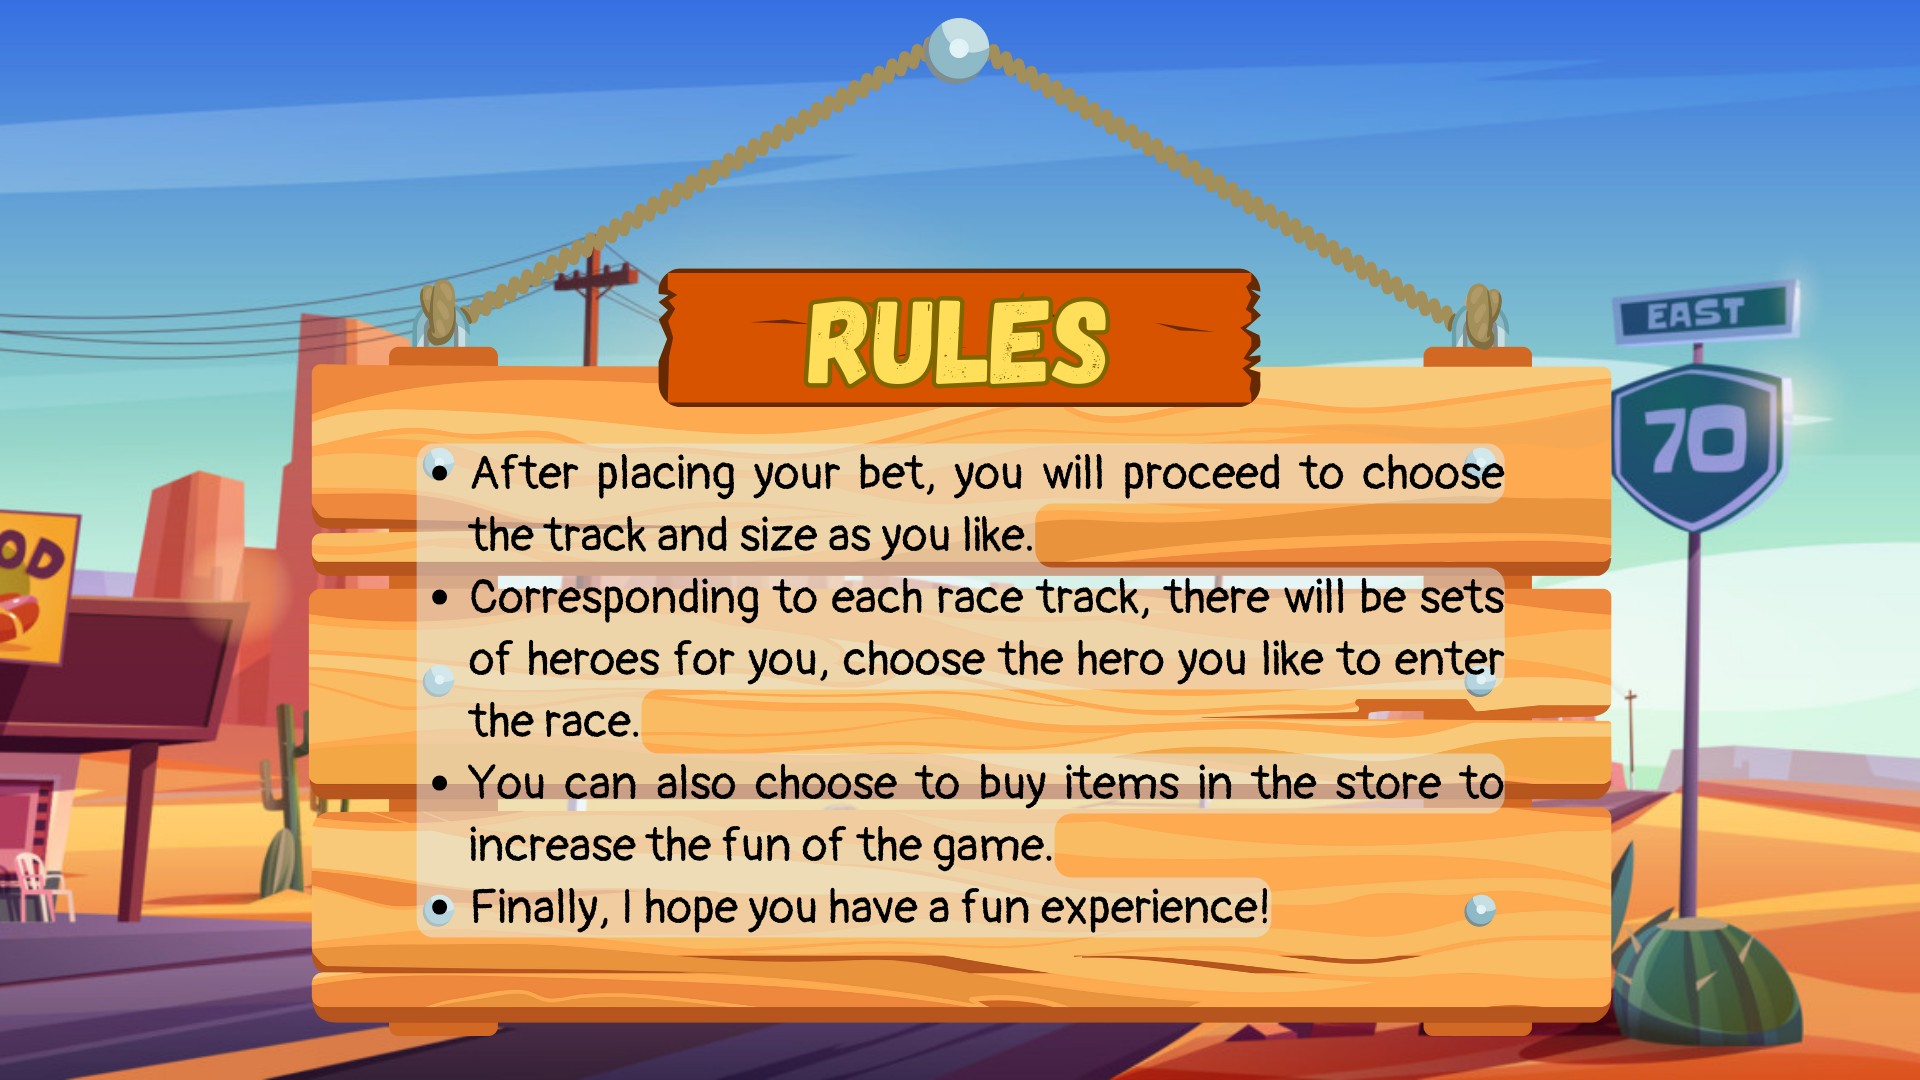 RULES
EAST
70
OD
• After placing your bet, you will proceed to choose
the track and size as you like.
• Corresponding to each race track, there will be sets
of heroes for you, choose the hero you like to enter
the race.
• You can also choose to buy items in the store to
increase the fun of the game.
• Finally, I hope you have a fun experience!